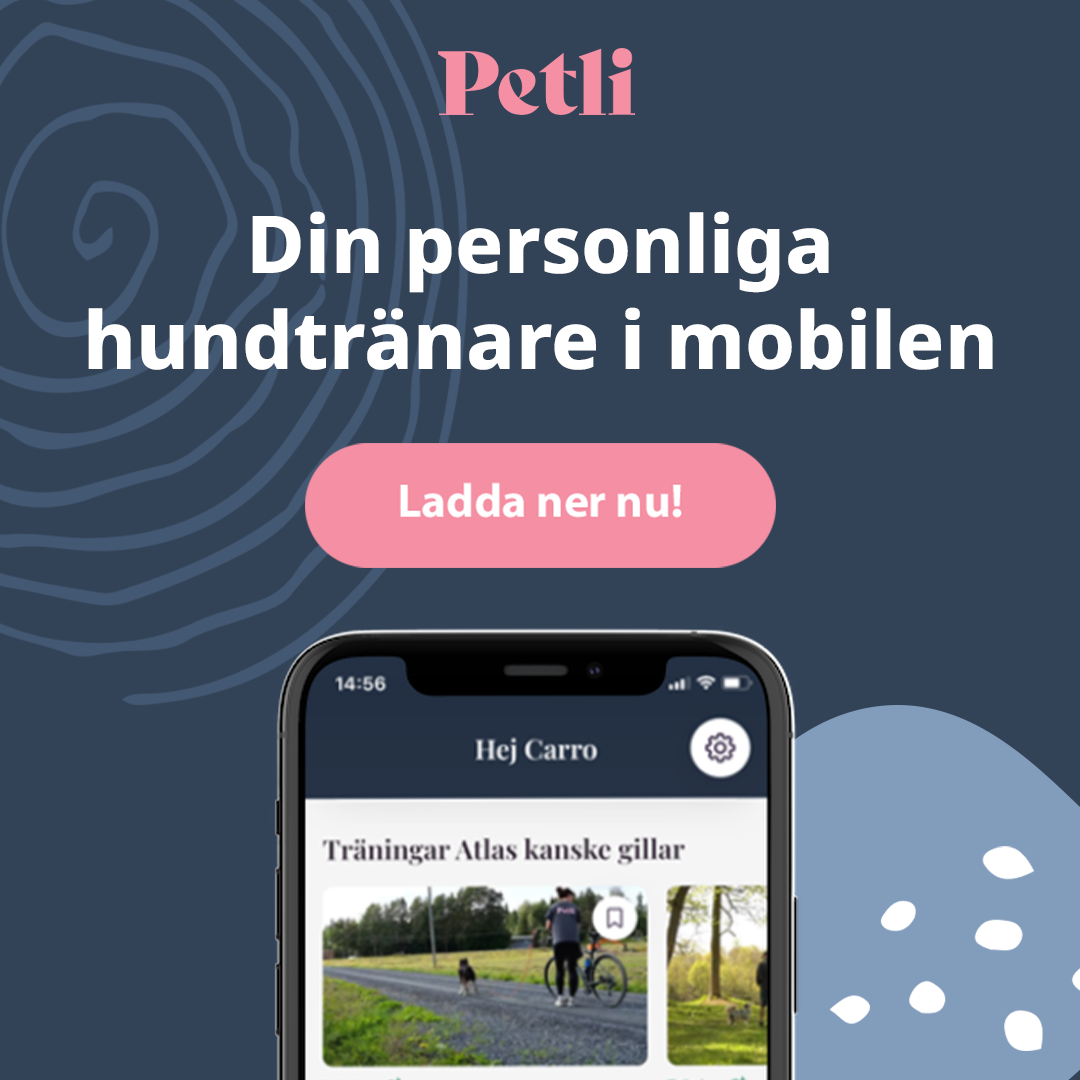 Petli
Din personliga
hundtränare i mobilen
Ladda ner nu!
14:56
Hej Carro
Träningar Atlas kanske gillar